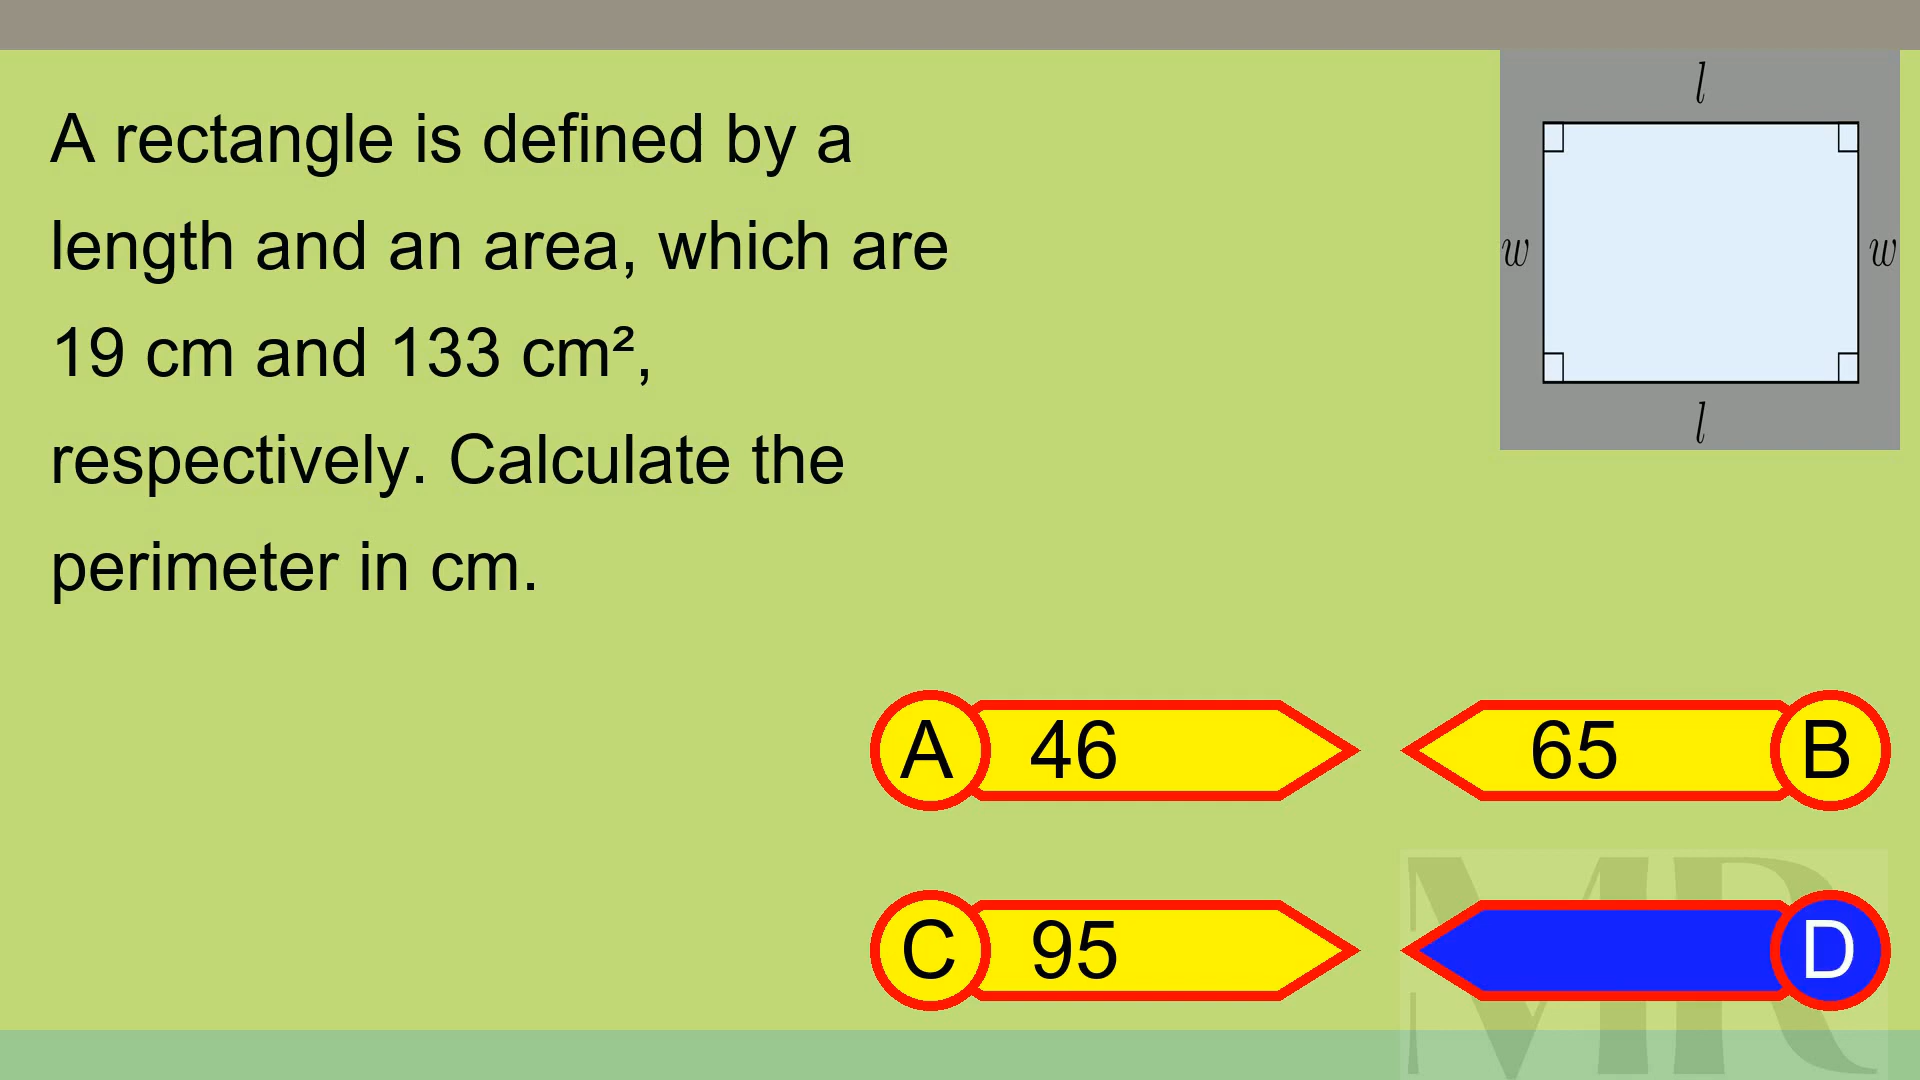 A rectangle is defined by a
length and an area, which are
19 cm and 133 cm²,
respectively. Calculate the
perimeter in cm.
l
w
w
l
A 46
65 B
C 95
D
MR